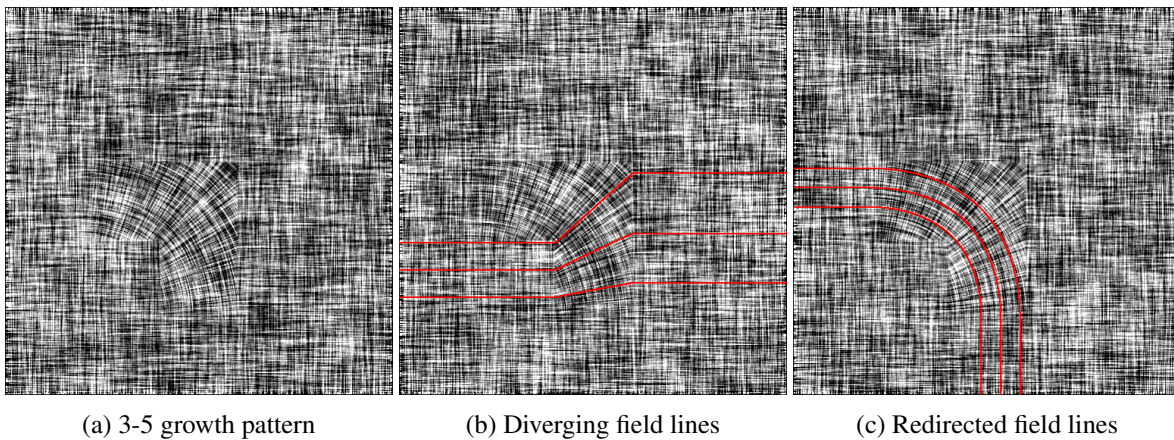 (a) 3-5 growth pattern
(b) Diverging field lines
(c) Redirected field lines